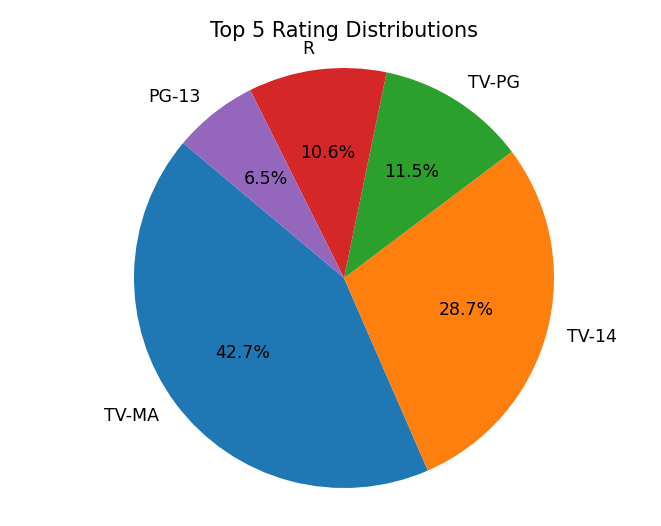 Top 5 Rating Distributions
R
TV-PG
PG-13
10.6%
11.5%
6.5%
28.7%
TV-14
42.7%
TV-MA